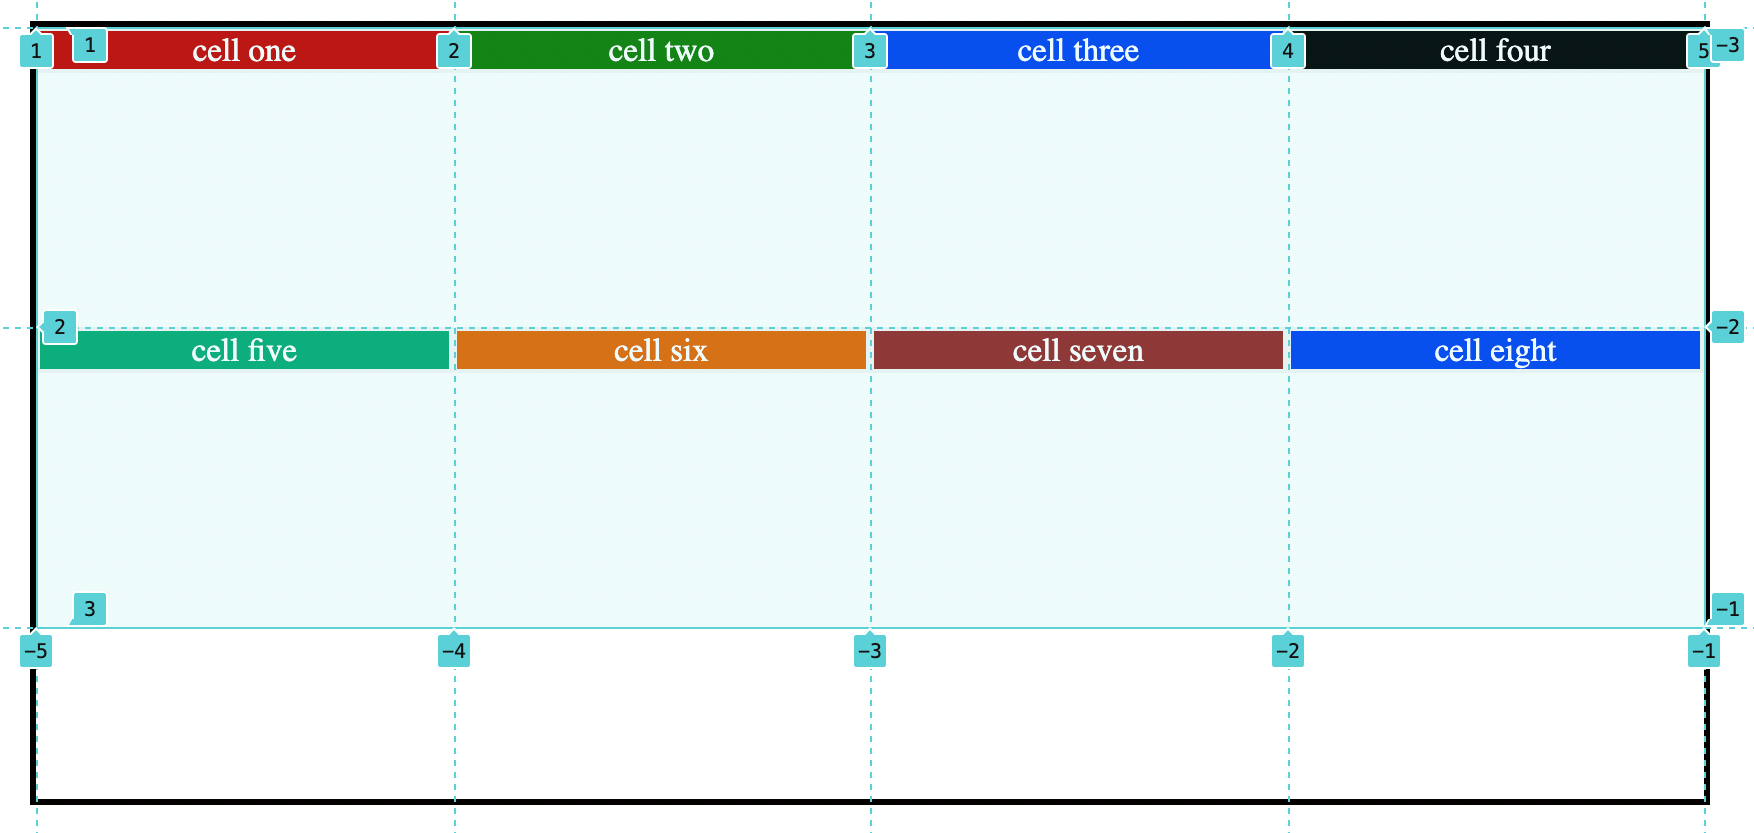 1 1 cell one 2 cell two 3 cell three 4 cell four 5 −3
2 −2
cell five cell six cell seven cell eight
3 −1
−5 −4 −3 −2 −1